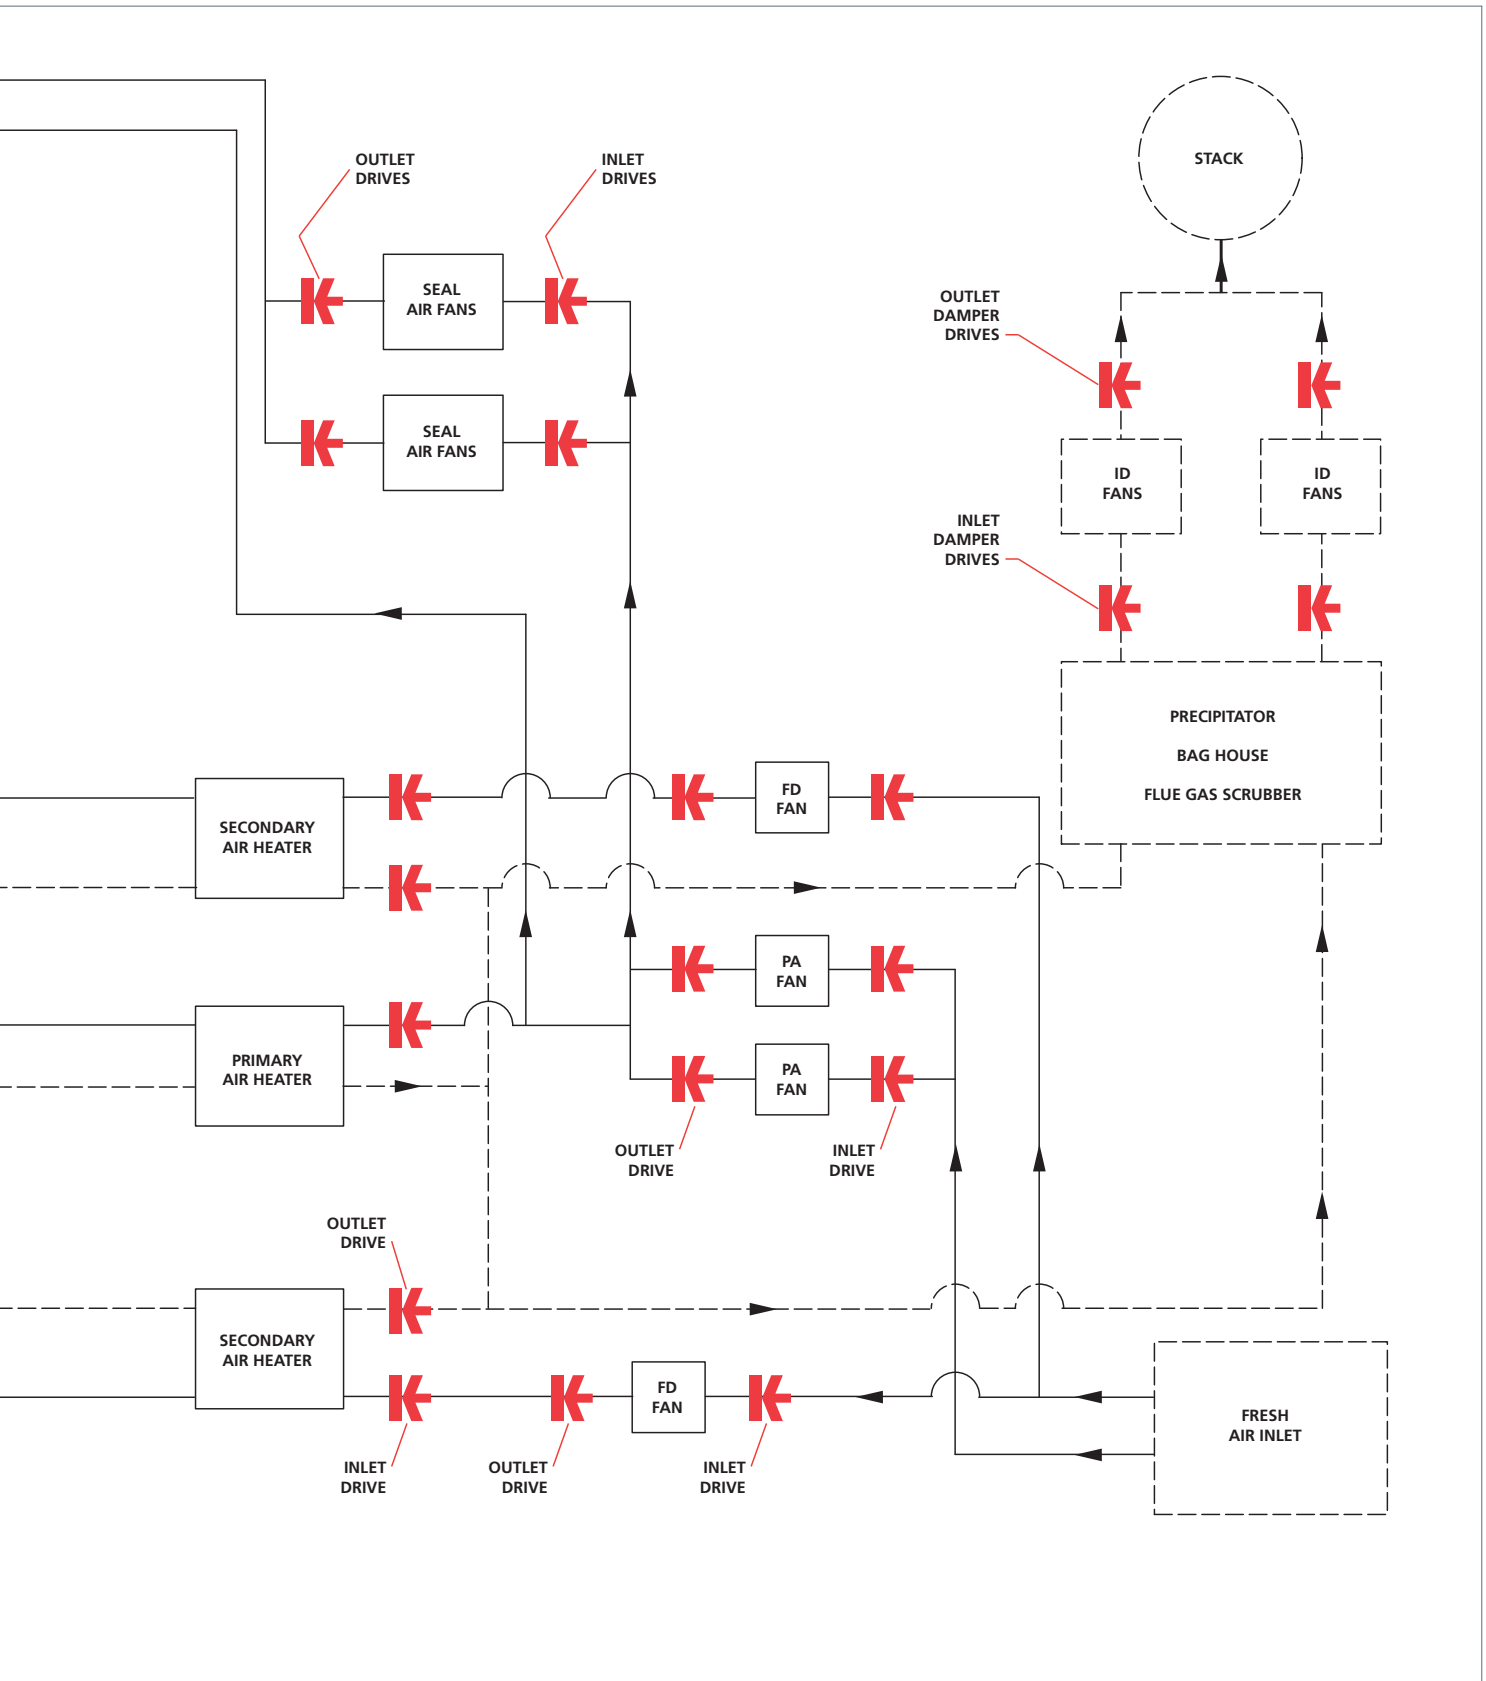 STACK
OUTLET
DRIVES
INLET
DRIVES
SEAL
AIR FANS
OUTLET
DAMPER
DRIVES
SEAL
AIR FANS
ID
FANS
ID
FANS
INLET
DAMPER
DRIVES
PRECIPITATOR
BAG HOUSE
FLUE GAS SCRUBBER
FD
FAN
SECONDARY
AIR HEATER
PA
FAN
PRIMARY
AIR HEATER
PA
FAN
OUTLET
DRIVE
INLET
DRIVE
OUTLET
DRIVE
SECONDARY
AIR HEATER
FD
FAN
FRESH
AIR INLET
INLET
DRIVE
OUTLET
DRIVE
INLET
DRIVE